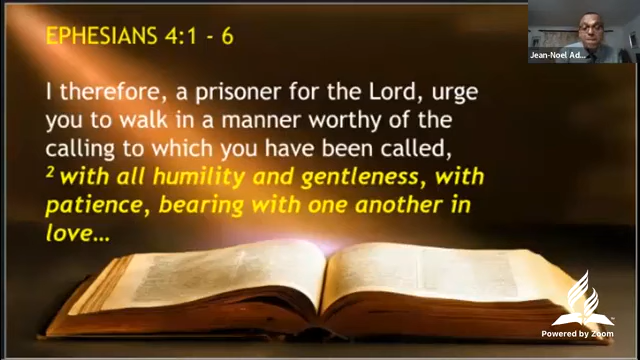 EPHESIANS 4:1 - 6
Jean-Noel Ad...
I therefore, a prisoner for the Lord, urge
you to walk in a manner worthy of the
calling to which you have been called,
2 with all humility and gentleness, with
patience, bearing with one another in
love…
Powered by Zoom